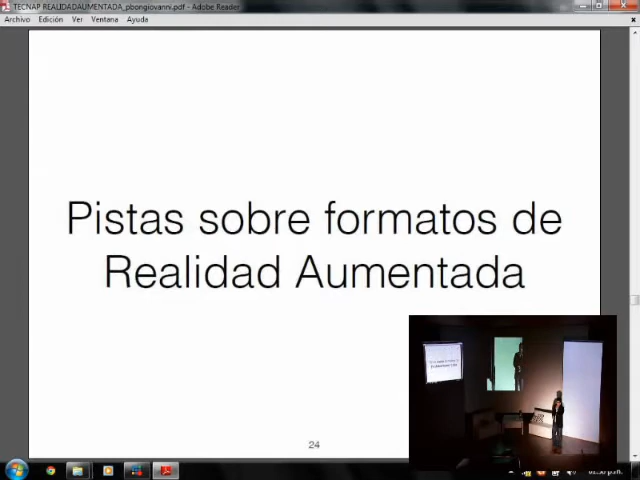 TECNAP REALIDADAUMENTADA_pbongiovanni.pdf - Adobe Reader
Archivo Edición Ver Ventana Ayuda
Pistas sobre formatos de
Realidad Aumentada
24